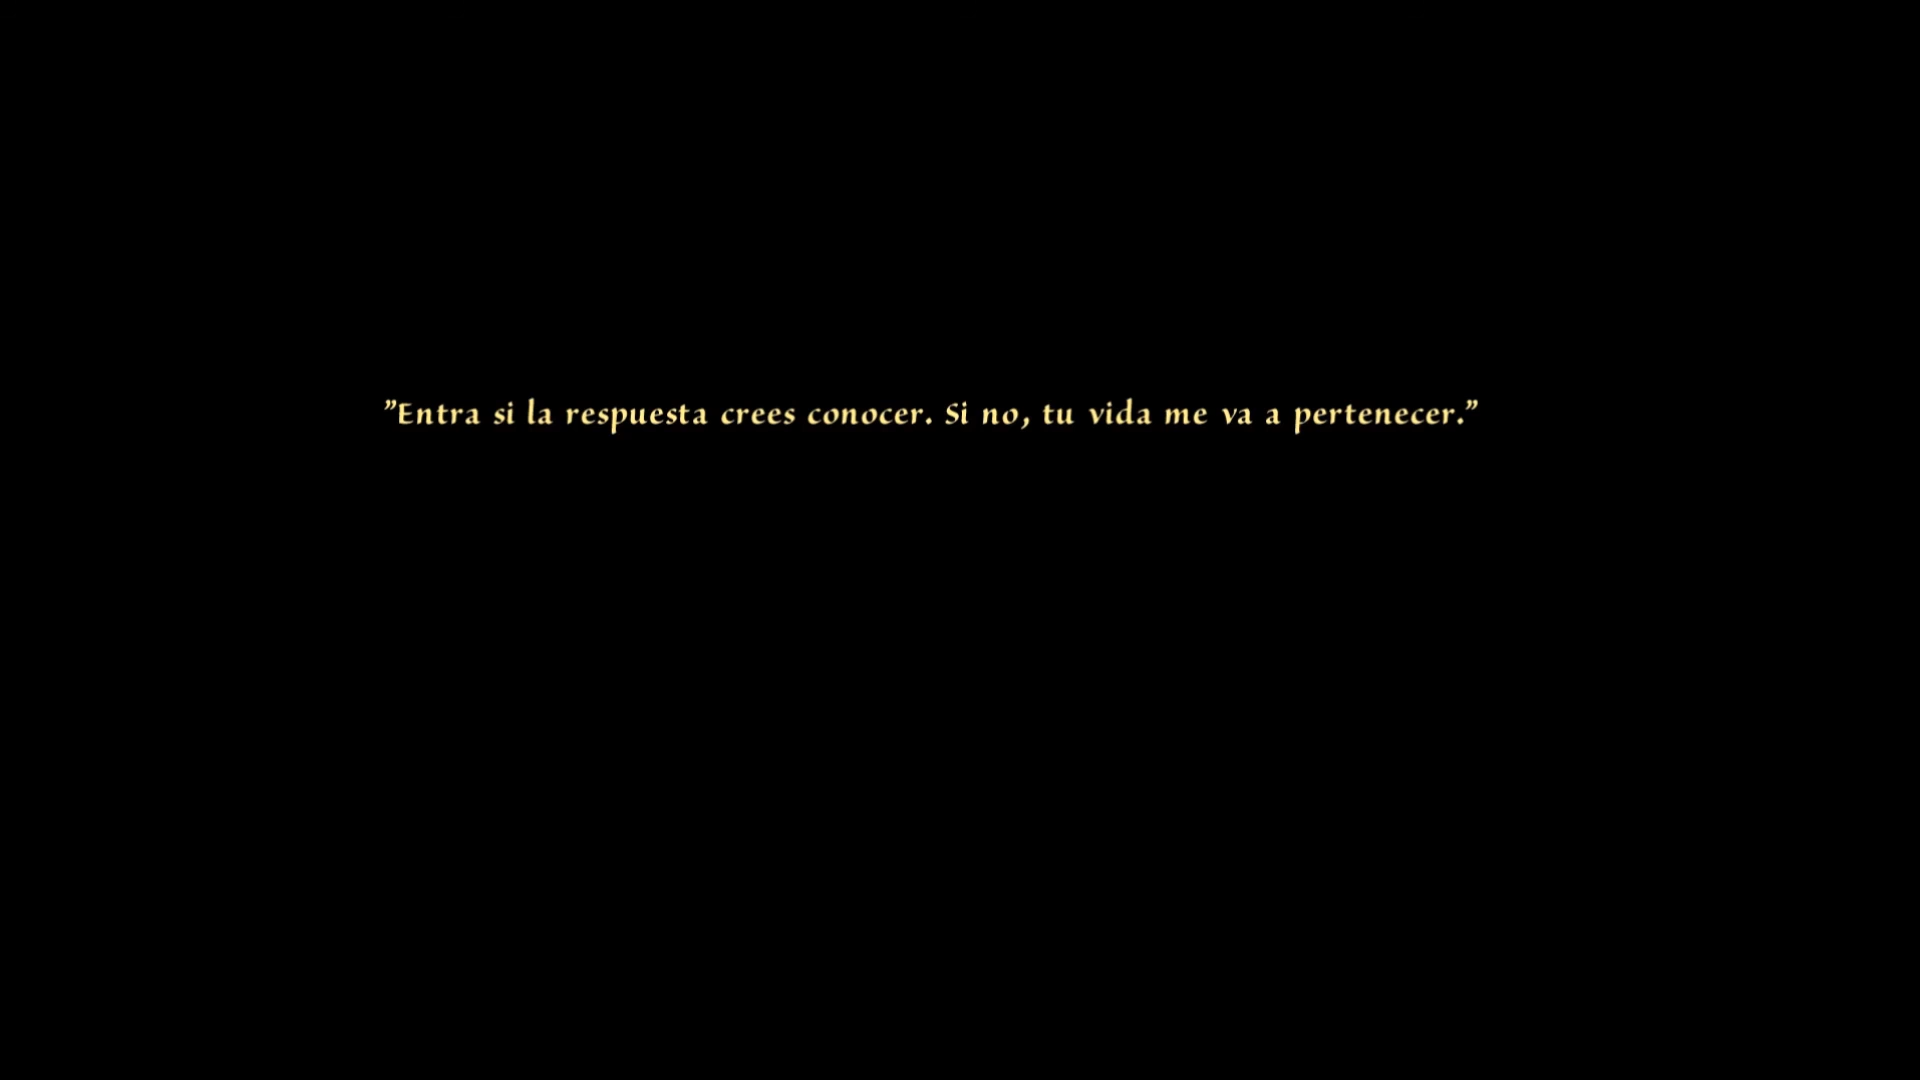 ”Entra si la respuesta crees conocer. Si no, tu vida me va a pertenecer.”